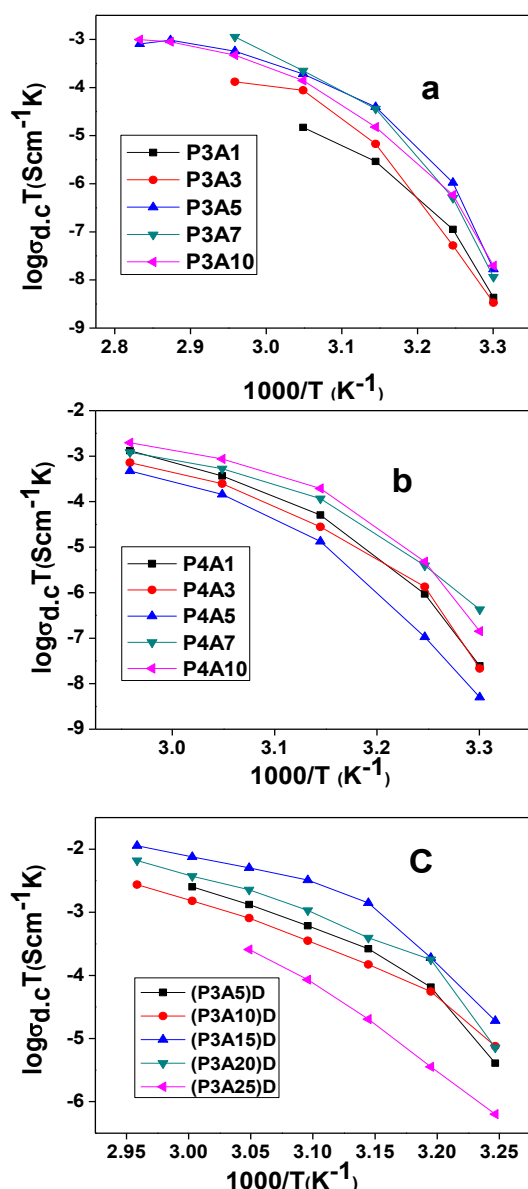 a
logσd.cT(Scm-1K)
-3
-4
-5
-6
-7
-8
-9
P3A1
P3A3
P3A5
P3A7
P3A10
2.8 2.9 3.0 3.1 3.2 3.3
1000/T (K-1)
b
logσd.cT(Scm-1K)
-2
-3
-4
-5
-6
-7
-8
-9
P4A1
P4A3
P4A5
P4A7
P4A10
3.0 3.1 3.2 3.3
1000/T (K-1)
C
logσd.cT(Scm-1K)
-2
-3
-4
-5
-6
(P3A5)D
(P3A10)D
(P3A15)D
(P3A20)D
(P3A25)D
2.95 3.00 3.05 3.10 3.15 3.20 3.25
1000/T(K-1)